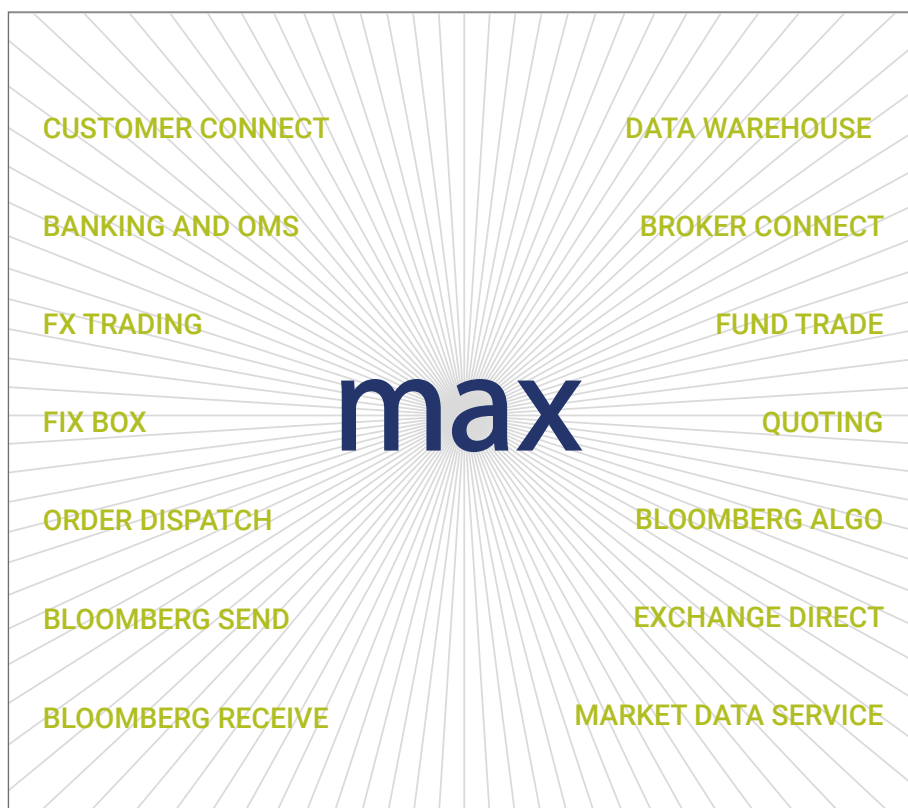 CUSTOMER CONNECT
DATA WAREHOUSE
BANKING AND OMS
BROKER CONNECT
FX TRADING
FUND TRADE
max
FIX BOX
QUOTING
ORDER DISPATCH
BLOOMBERG ALGO
BLOOMBERG SEND
EXCHANGE DIRECT
BLOOMBERG RECEIVE
MARKET DATA SERVICE